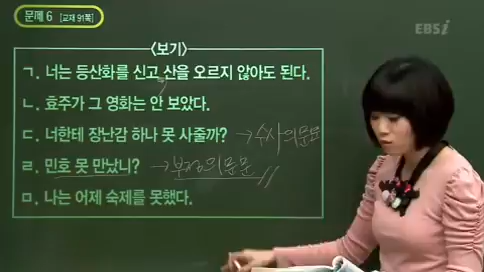 문제 6 [교재 91쪽]
EBSi
<보기>
ㄱ. 너는 등산화를 신고 산을 오르지 않아도 된다.
ㄴ. 효주가 그 영화는 안 보았다.
ㄷ. 너한테 장난감 하나 못 사줄까? → 수사의문문
ㄹ. 민호 못 만났니? → 부정의문문
ㅁ. 나는 어제 숙제를 못했다.